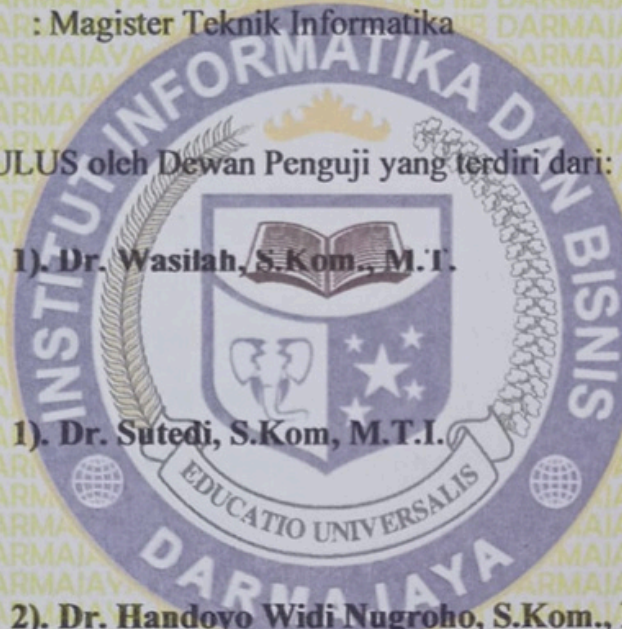 : Magister Teknik Informatika
ULUS oleh Dewan Penguji yang terdiri dari:
1). Dr. Wasilah, S.Kom., M.T.
1). Dr. Sutedi, S.Kom, M.T.I.
2). Dr. Handoyo Widi Nugroho, S.Kom.,
INSTITUT INFORMATIKA DAN BISNIS
DARMAJAYA
EDUCATIO UNIVERSALIS